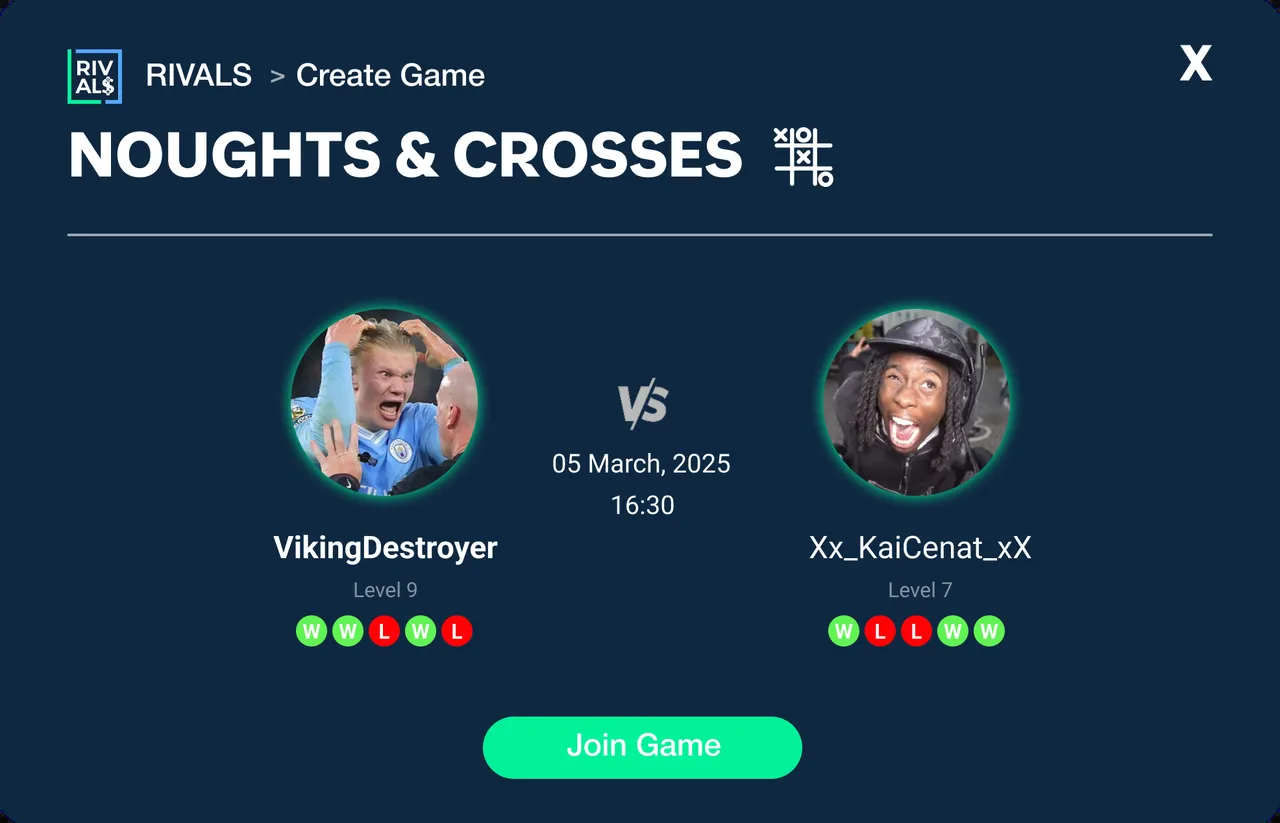 RIV
AL$
RIVALS > Create Game
X
NOUGHTS & CROSSES
VS
05 March, 2025
16:30
VikingDestroyer
Level 9
W W L W L
Xx_KaiCenat_xX
Level 7
W L L W W
Join Game